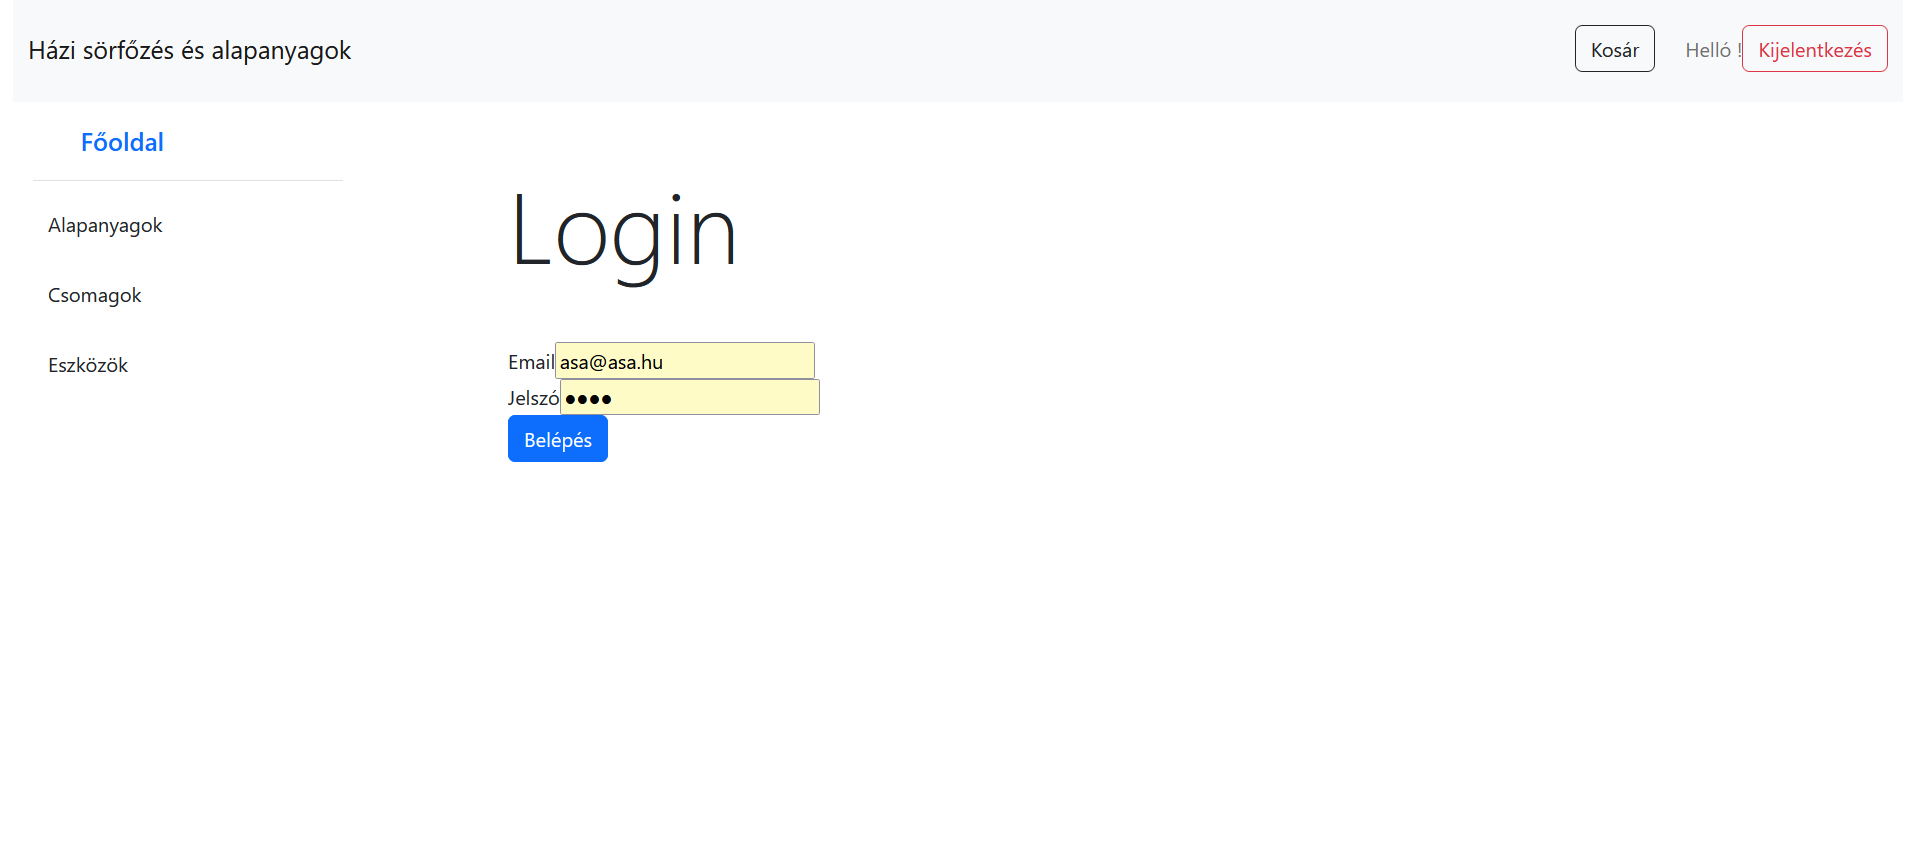 Házi sörfőzés és alapanyagok
Kosár
Helló !
Kijelentkezés
Főoldal
Alapanyagok
Csomagok
Eszközök
Login
Email asa@asa.hu
Jelszó ••••
Belépés